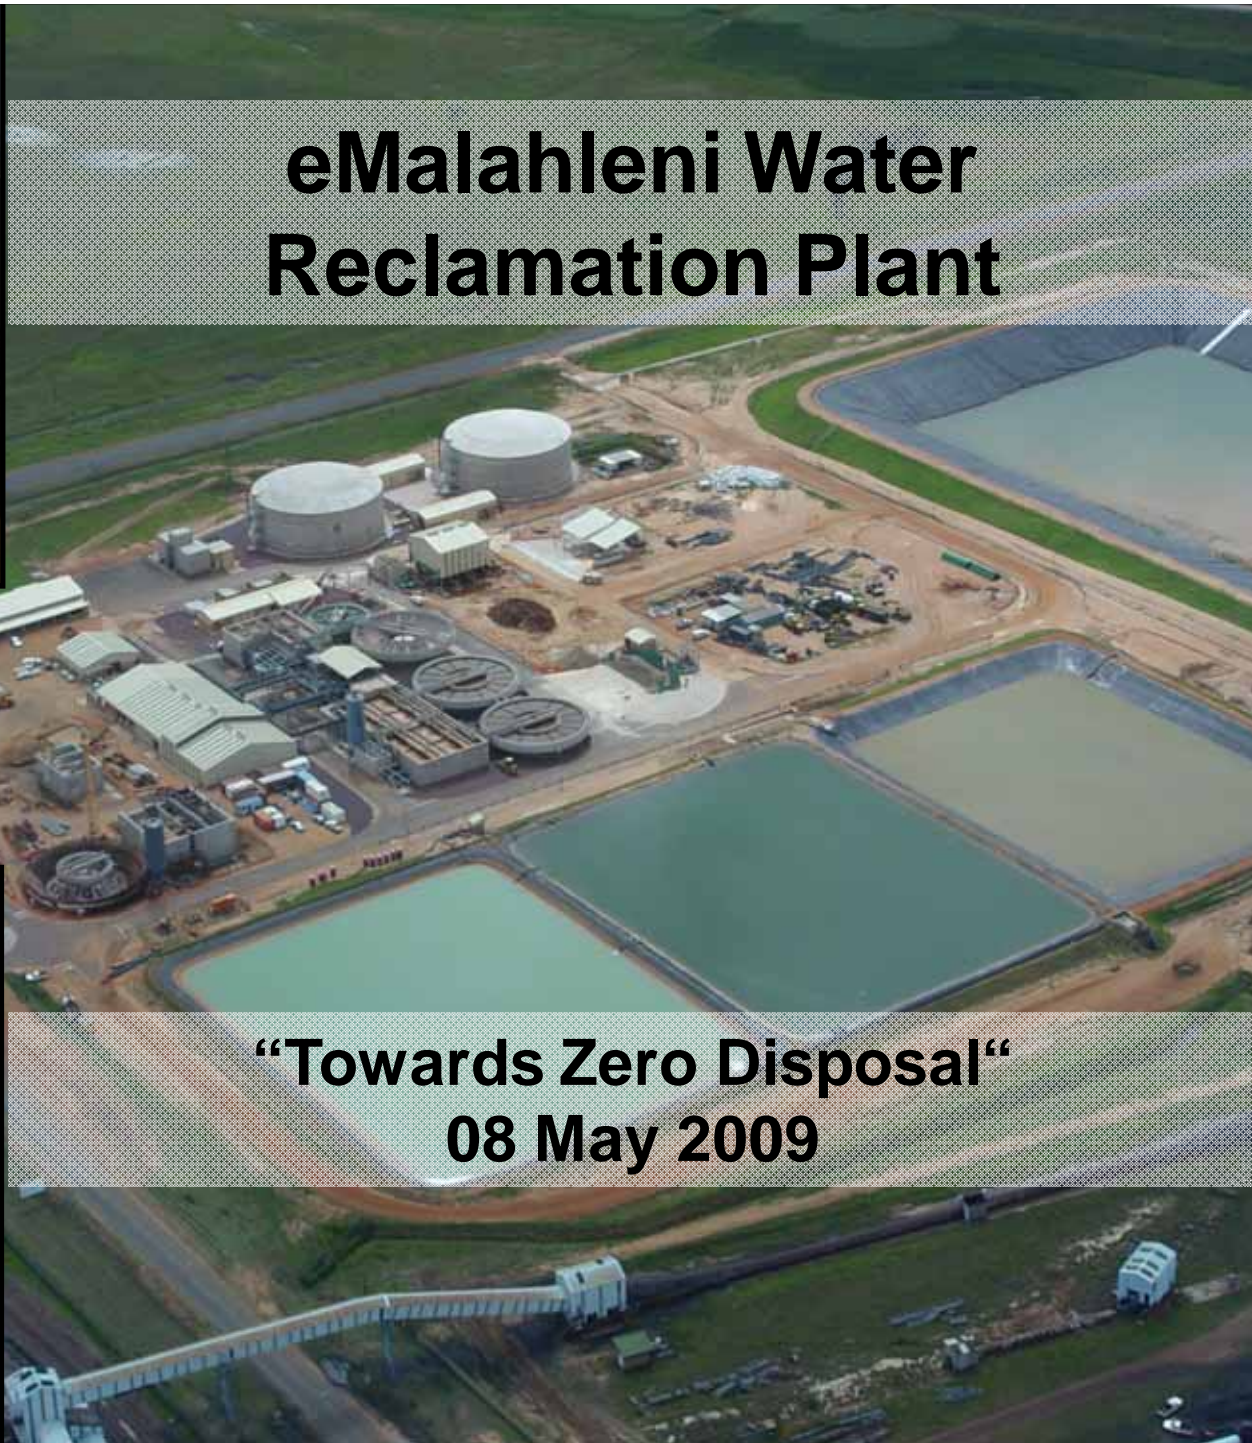 eMalahleni Water
Reclamation Plant
“Towards Zero Disposal“
08 May 2009